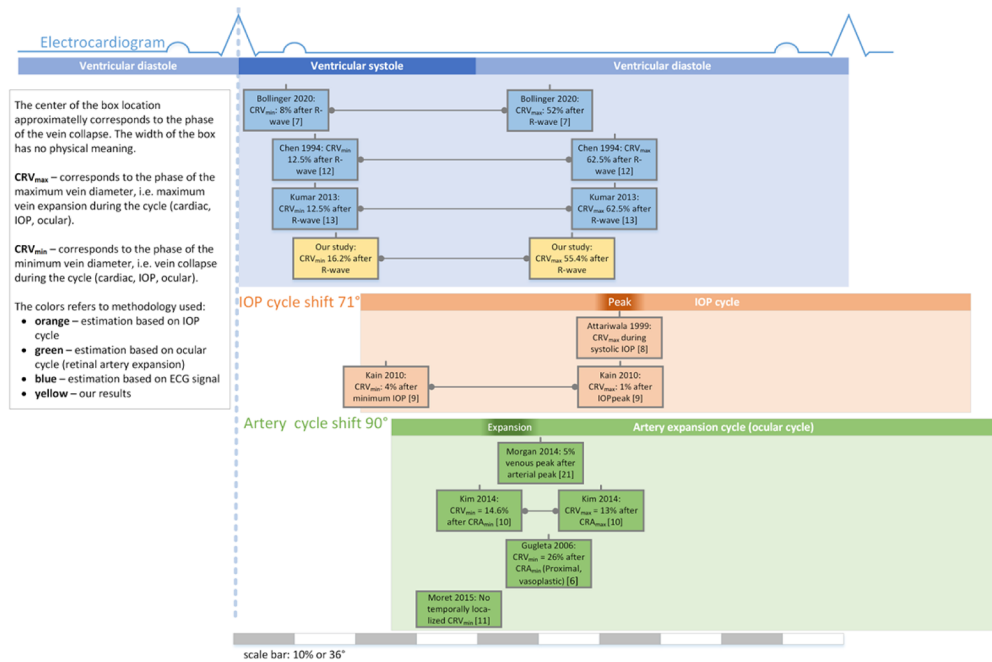 Electrocardiogram
Ventricular diastole
Ventricular systole
Ventricular diastole
The center of the box location
approximatelly corresponds to the phase
of the vein collapse. The width of the box
has no physical meaning.
CRVmax – corresponds to the phase of the
maximum vein diameter, i.e. maximum
vein expansion during the cycle (cardiac,
IOP, ocular).
CRVmin – corresponds to the phase of the
minimum vein diameter, i.e. vein collapse
during the cycle (cardiac, IOP, ocular).
The colors refers to methodology used:
• orange – estimation based on IOP
cycle
• green – estimation based on ocular
cycle (retinal artery expansion)
• blue – estimation based on ECG signal
• yellow – our results
Bollinger 2020:
CRVmin: 8% after R-
wave [7]
Bollinger 2020:
CRVmax: 52% after
R-wave [7]
Chen 1994: CRVmin
12.5% after R-
wave [12]
Chen 1994: CRVmax
62.5% after R-
wave [12]
Kumar 2013:
CRVmin 12.5% after
R-wave [13]
Kumar 2013:
CRVmax 62.5% after
R-wave [13]
Our study:
CRVmin 16.2% after
R-wave
Our study:
CRVmax 55.4% after
R-wave
IOP cycle shift 71°
Peak
IOP cycle
Attariwala 1999:
CRVmax during
systolic IOP [8]
Kain 2010:
CRVmin: 4% after
minimum IOP [9]
Kain 2010:
CRVmax: 1% after
IOPpeak [9]
Artery cycle shift 90°
Expansion
Artery expansion cycle (ocular cycle)
Morgan 2014: 5%
venous peak after
arterial peak [21]
Kim 2014:
CRVmin = 14.6%
after CRAmin [10]
Kim 2014:
CRVmax = 13% after
CRAmax [10]
Gugleta 2006:
CRVmin = 26% after
CRAmin (Proximal,
vasoplastic) [6]
Moret 2015: No
temporally loca-
lized CRVmin [11]
scale bar: 10% or 36°